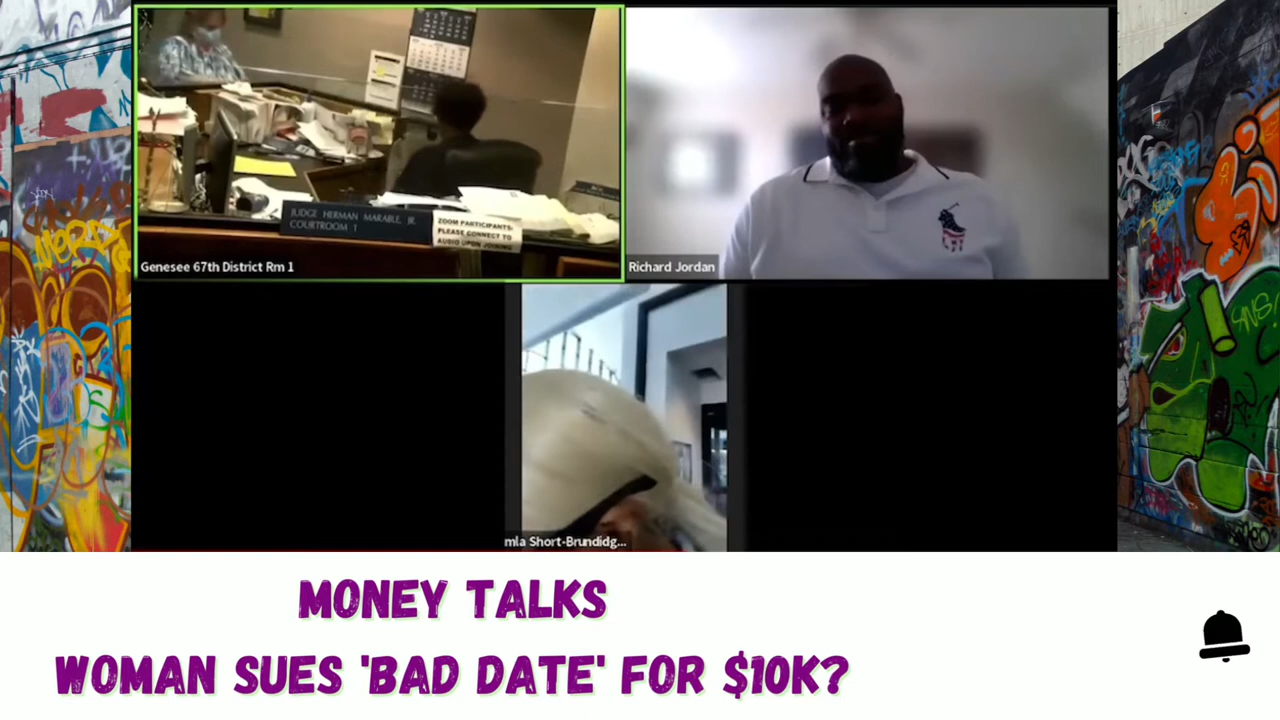 JUDGE HERMAN MARABLE, JR.
COURTROOM 1
ZOOM PARTICIPANTS:
PLEASE CONNECT TO
AUDIO UPON JOINING
Genesee 67th District Rm 1
Richard Jordan
mla Short-Brundidg...
MONEY TALKS
WOMAN SUES 'BAD DATE' FOR $10K?